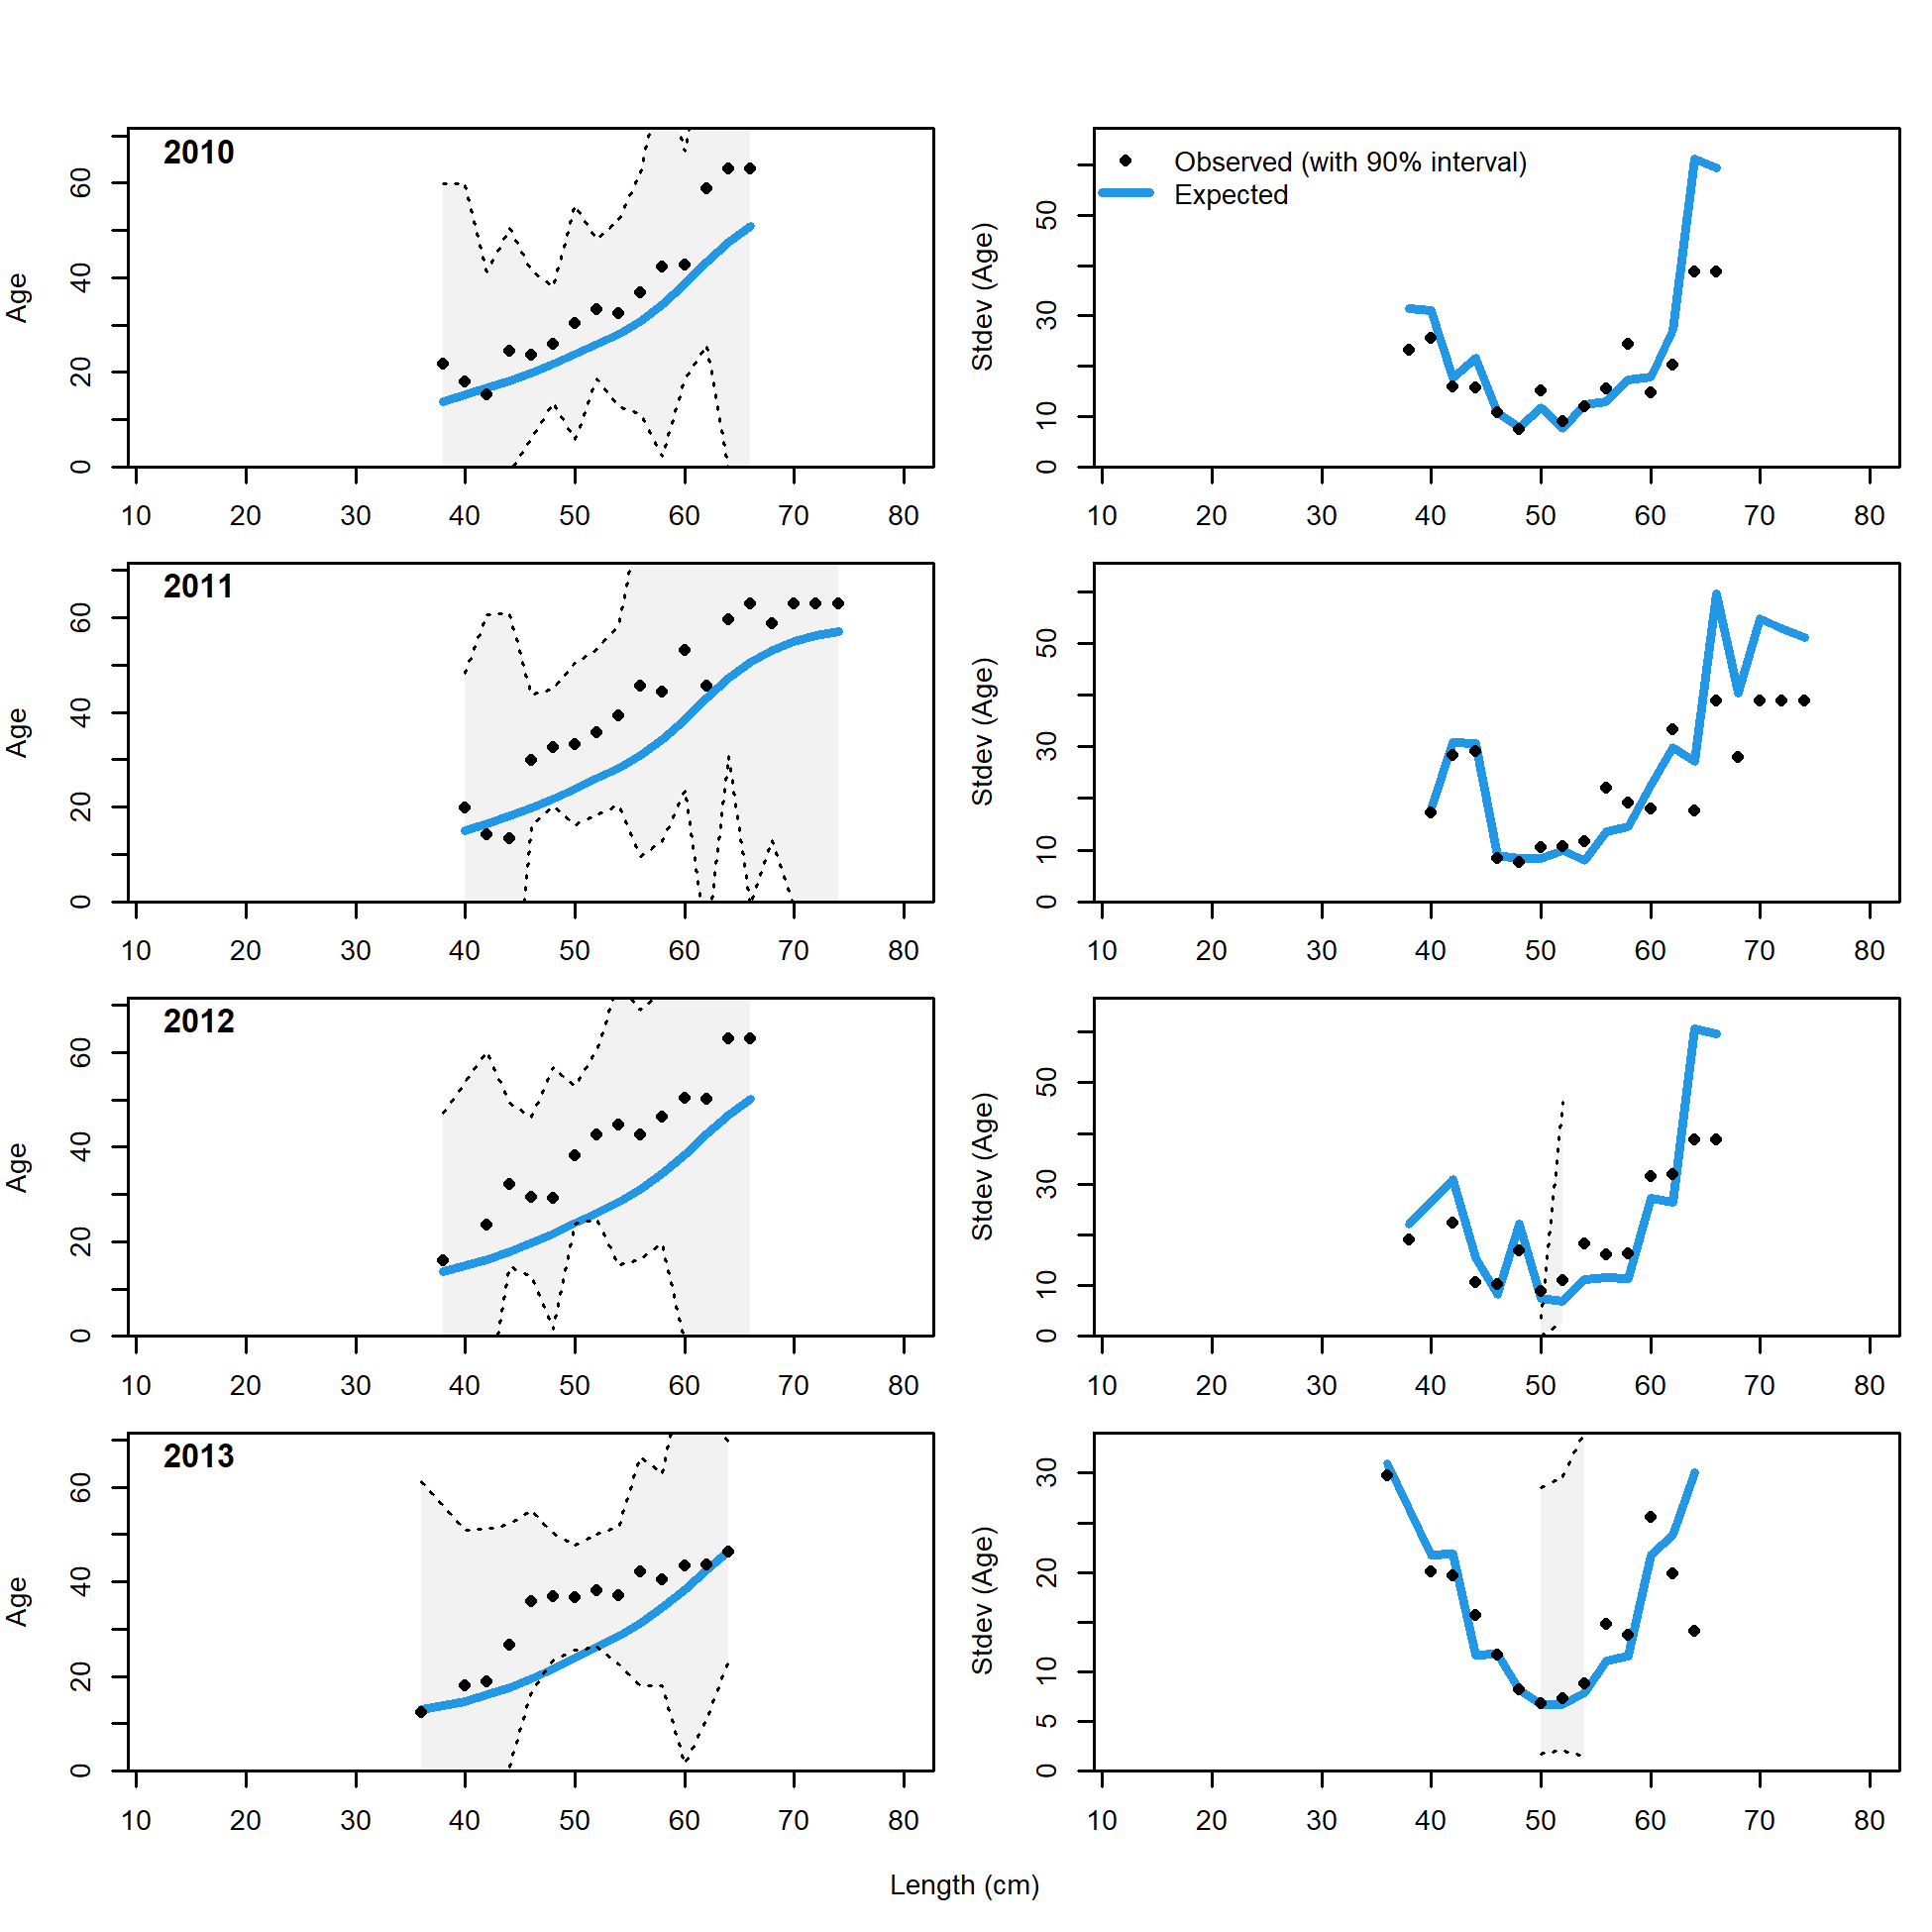 2010
Age
0 20 40 60
10 20 30 40 50 60 70 80
Observed (with 90% interval)
Expected
Stdev (Age)
0 10 30 50
10 20 30 40 50 60 70 80
2011
Age
0 20 40 60
10 20 30 40 50 60 70 80
Stdev (Age)
0 10 30 50
10 20 30 40 50 60 70 80
2012
Age
0 20 40 60
10 20 30 40 50 60 70 80
Stdev (Age)
0 10 30 50
10 20 30 40 50 60 70 80
2013
Age
0 20 40 60
10 20 30 40 50 60 70 80
Stdev (Age)
0 5 10 20 30
10 20 30 40 50 60 70 80
Length (cm)